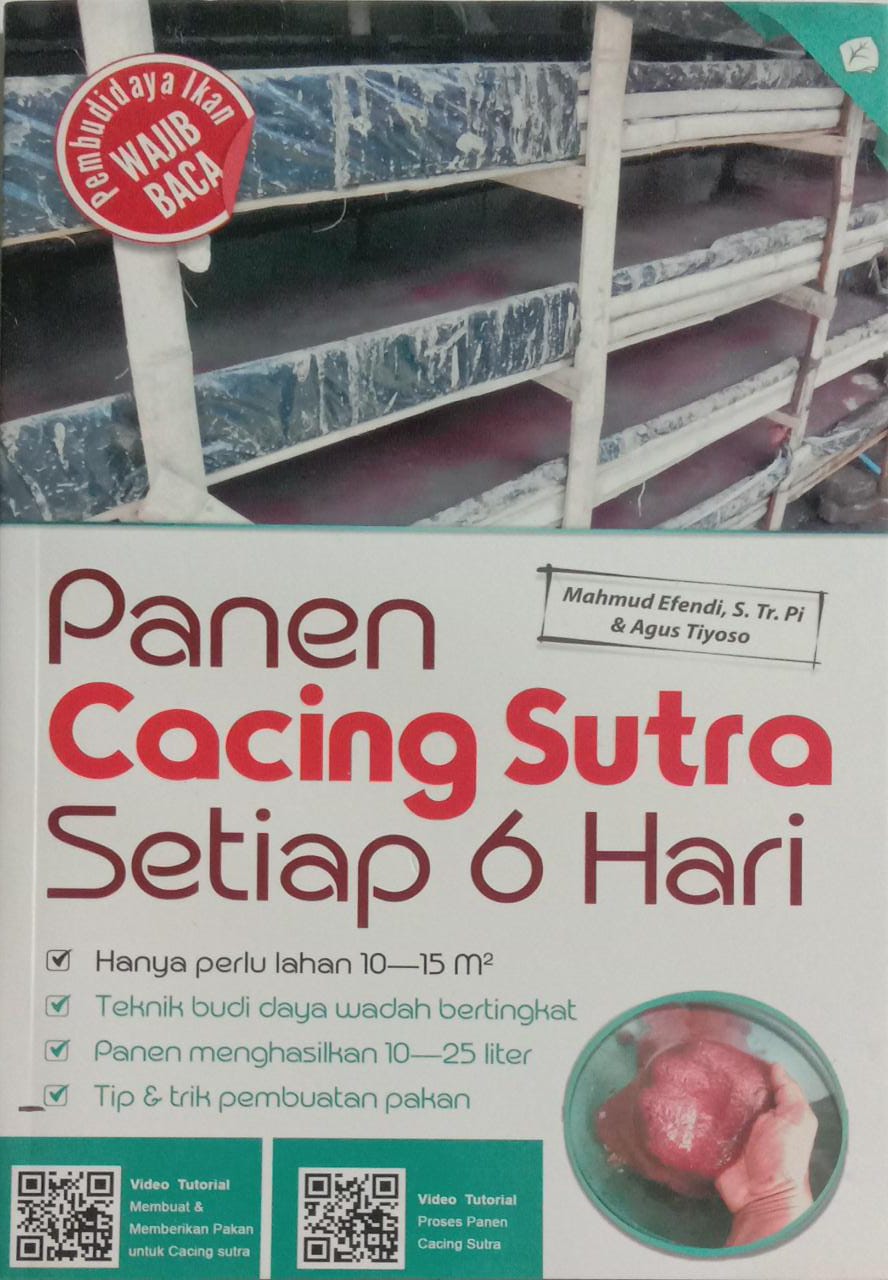 Pembudidaya Ikan
WAJIB
BACA
Panen
Mahmud Efendi, S. Tr. Pi
& Agus Tiyoso
Cacing Sutra
Setiap 6 Hari
Hanya perlu lahan 10—15 M²
Teknik budi daya wadah bertingkat
Panen menghasilkan 10—25 liter
Tip & trik pembuatan pakan
Video Tutorial
Membuat &
Memberikan Pakan
untuk Cacing sutra
Video Tutorial
Proses Panen
Cacing Sutra